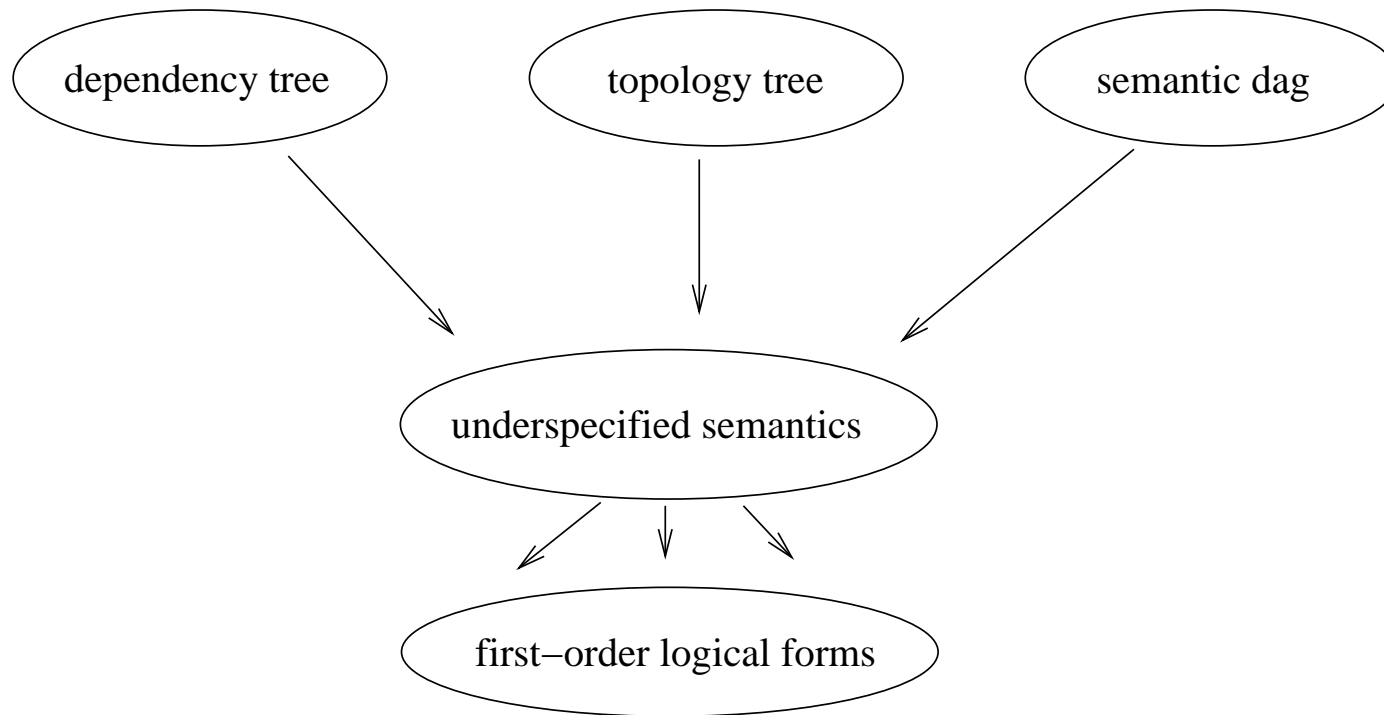 dependency tree
topology tree
semantic dag
underspecified semantics
first−order logical forms